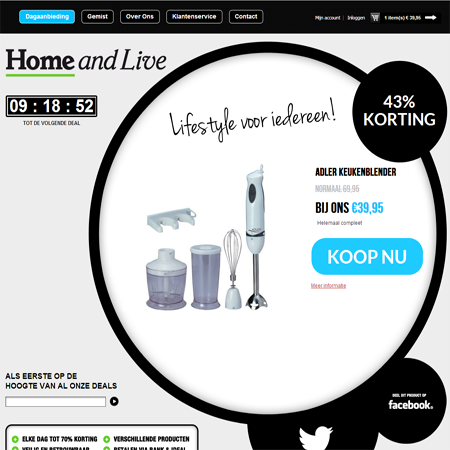 Dagaanbieding Gemist Over Ons Klantenservice Mijn account Inloggen 1 item(s) € 39,95
Home and Live
09 : 18 : 52
TOT DE VOLGENDE DEAL
Lifestyle voor iedereen!
43%
KORTING
ADLER KEUKENBLENDER
NORMAAL 69,95
BIJ ONS €39,95
Helemaal compleet
KOOP NU
Meer informatie
ALS EERSTE OP DE
HOOGTE VAN AL ONZE DEALS
DEEL DIT PRODUCT OP
facebook.
ELKE DAG TOT 70% KORTING VERSCHILLENDE PRODUCTEN
VEILIG EN BETROUWBAAR BETALEN VIA BANK & IDEAL